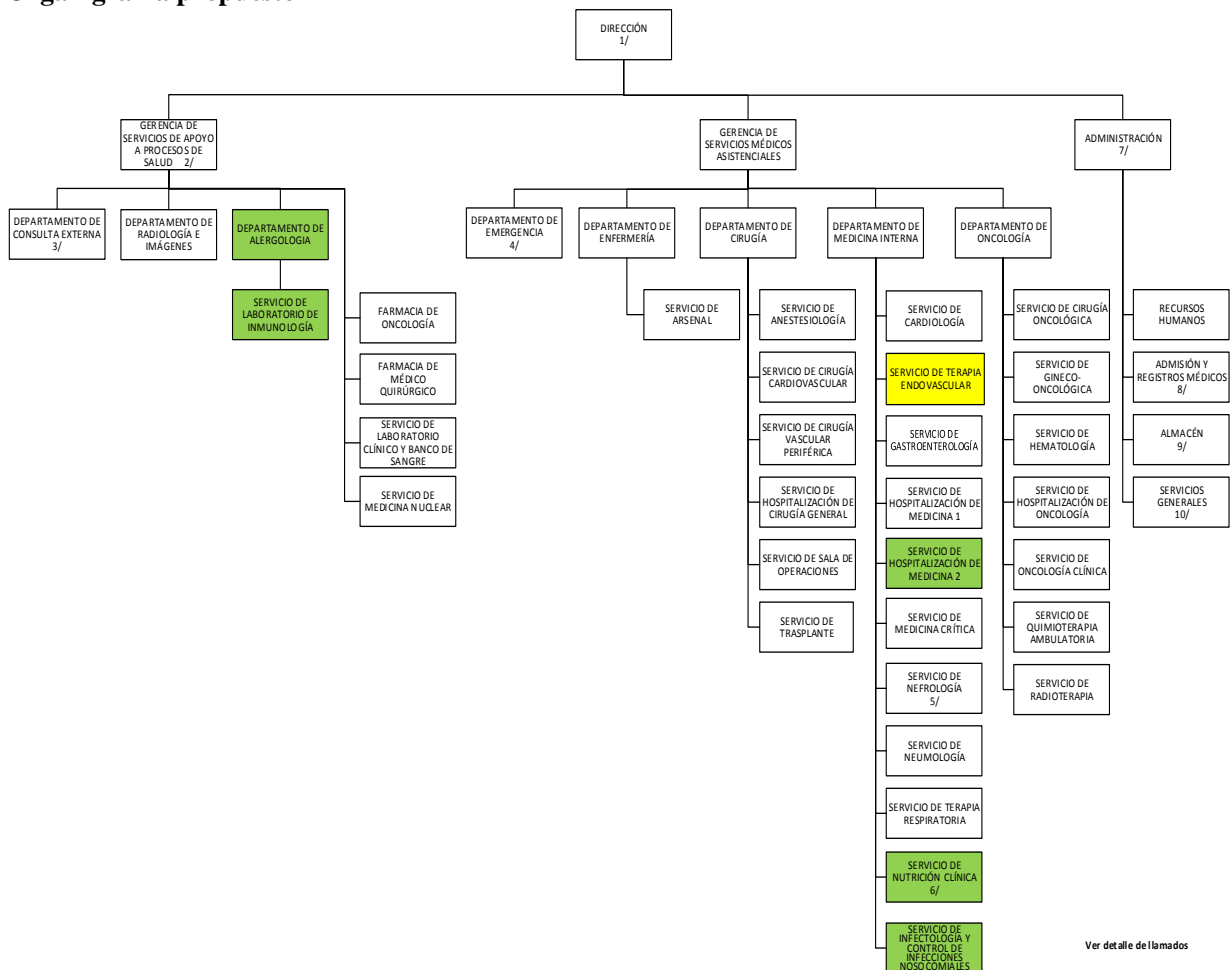 Organigrama propuesto
DIRECCIÓN
1/
GERENCIA DE
SERVICIOS DE APOYO
A PROCESOS DE
SALUD 2/
GERENCIA DE
SERVICIOS MÉDICOS
ASISTENCIALES
ADMINISTRACIÓN
7/
DEPARTAMENTO DE
CONSULTA EXTERNA
3/
DEPARTAMENTO DE
RADIOLOGÍA E
IMÁGENES
DEPARTAMENTO DE
ALERGOLOGIA
DEPARTAMENTO DE
EMERGENCIA
4/
DEPARTAMENTO DE
ENFERMERÍA
DEPARTAMENTO DE
CIRUGÍA
DEPARTAMENTO DE
MEDICINA INTERNA
DEPARTAMENTO DE
ONCOLOGÍA
SERVICIO DE
LABORATORIO DE
INMUNOLOGÍA
FARMACIA DE
ONCOLOGÍA
FARMACIA DE
MÉDICO
QUIRÚRGICO
SERVICIO DE
LABORATORIO
CLÍNICO Y BANCO DE
SANGRE
SERVICIO DE
MEDICINA NUCLEAR
SERVICIO DE
ARSENAL
SERVICIO DE
ANESTESIOLOGÍA
SERVICIO DE CIRUGÍA
CARDIOVASCULAR
SERVICIO DE CIRUGÍA
VASCULAR
PERIFÉRICA
SERVICIO DE
HOSPITALIZACIÓN DE
CIRUGÍA GENERAL
SERVICIO DE SALA DE
OPERACIONES
SERVICIO DE
TRASPLANTE
SERVICIO DE
CARDIOLOGÍA
SERVICIO DE TERAPIA
ENDOVASCULAR
SERVICIO DE
GASTROENTEROLOGÍA
SERVICIO DE
HOSPITALIZACIÓN DE
MEDICINA 1
SERVICIO DE
HOSPITALIZACIÓN DE
MEDICINA 2
SERVICIO DE
MEDICINA CRÍTICA
SERVICIO DE
NEFROLOGÍA
5/
SERVICIO DE
NEUMOLOGÍA
SERVICIO DE TERAPIA
RESPIRATORIA
SERVICIO DE
NUTRICIÓN CLÍNICA
6/
SERVICIO DE
INFECTOLOGÍA Y
CONTROL DE
INFECCIONES
NOSOCOMIALES
SERVICIO DE CIRUGÍA
ONCOLÓGICA
SERVICIO DE
GINECO-
ONCOLÓGICA
SERVICIO DE
HEMATOLOGÍA
SERVICIO DE
HOSPITALIZACIÓN DE
ONCOLOGÍA
SERVICIO DE
ONCOLOGÍA CLÍNICA
SERVICIO DE
QUIMIOTERAPIA
AMBULATORIA
SERVICIO DE
RADIOTERAPIA
RECURSOS
HUMANOS
ADMISIÓN Y
REGISTROS MÉDICOS
8/
ALMACÉN
9/
SERVICIOS
GENERALES
10/
Ver detalle de llamados